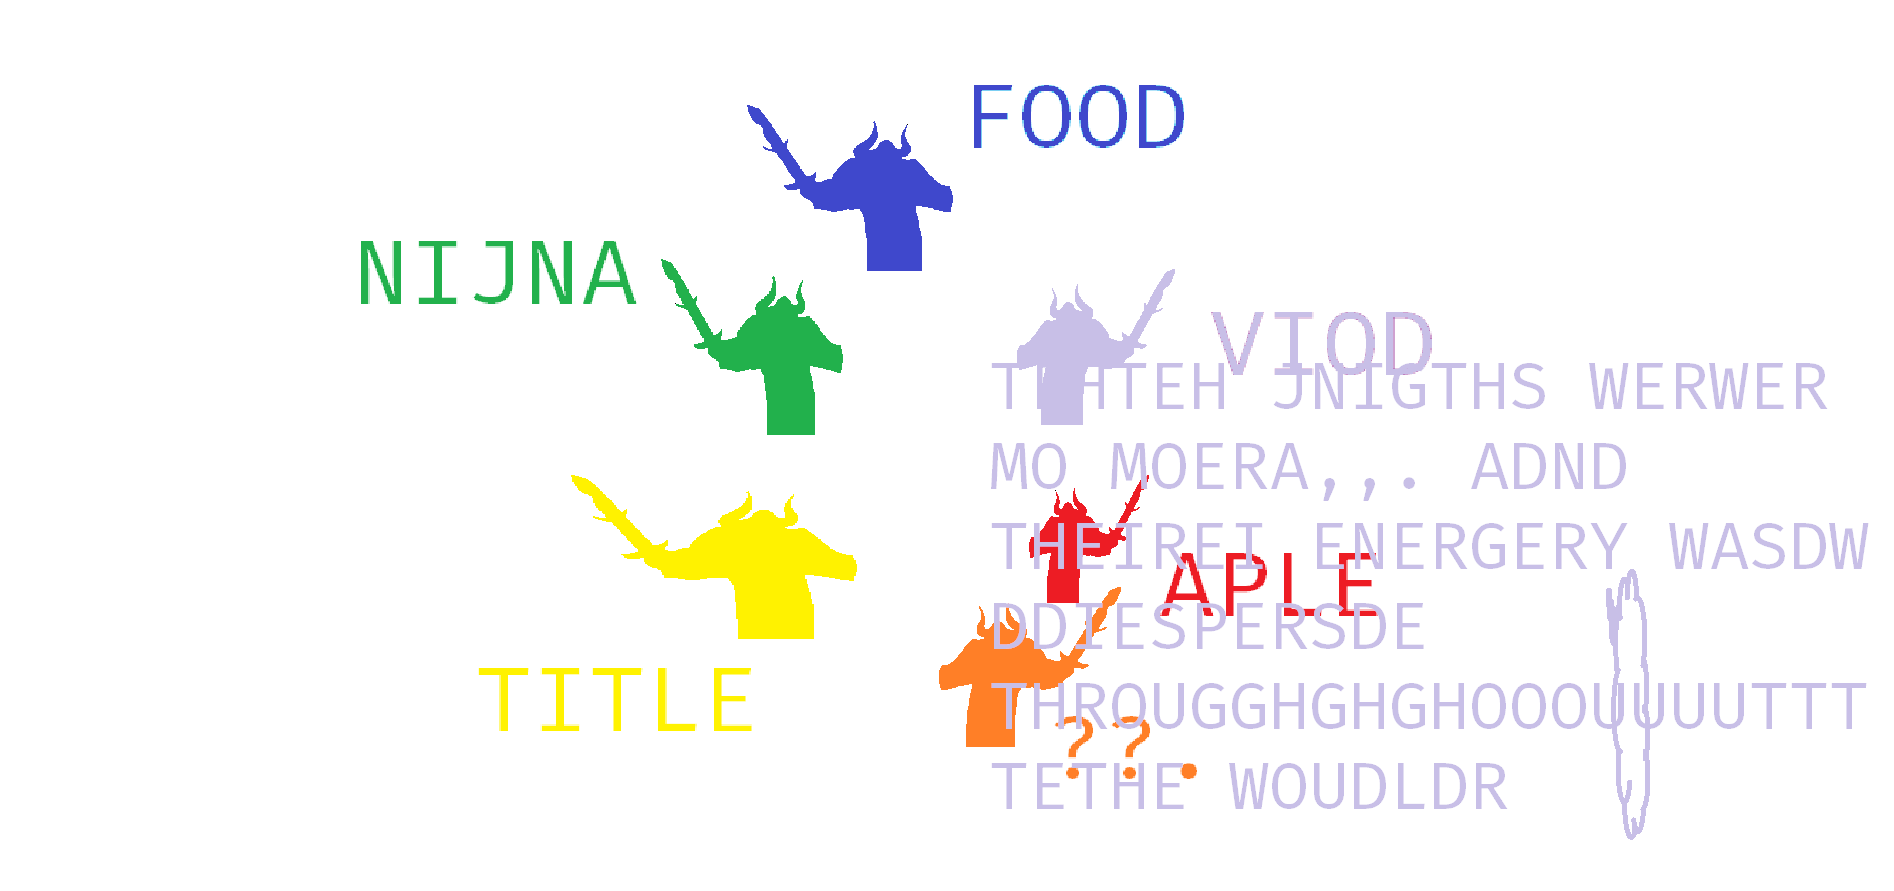 FOOD
NIJNA
VIOD
THHTEH JNIGTHS WERWER
MO MOERA,,. ADND
THEIREI ENERGERY WASDW
APLE
DDIESPERSDE
TITLE
THROUGGHGHGHOOOUUUUTTT
??.
TETHE WOUDLDR